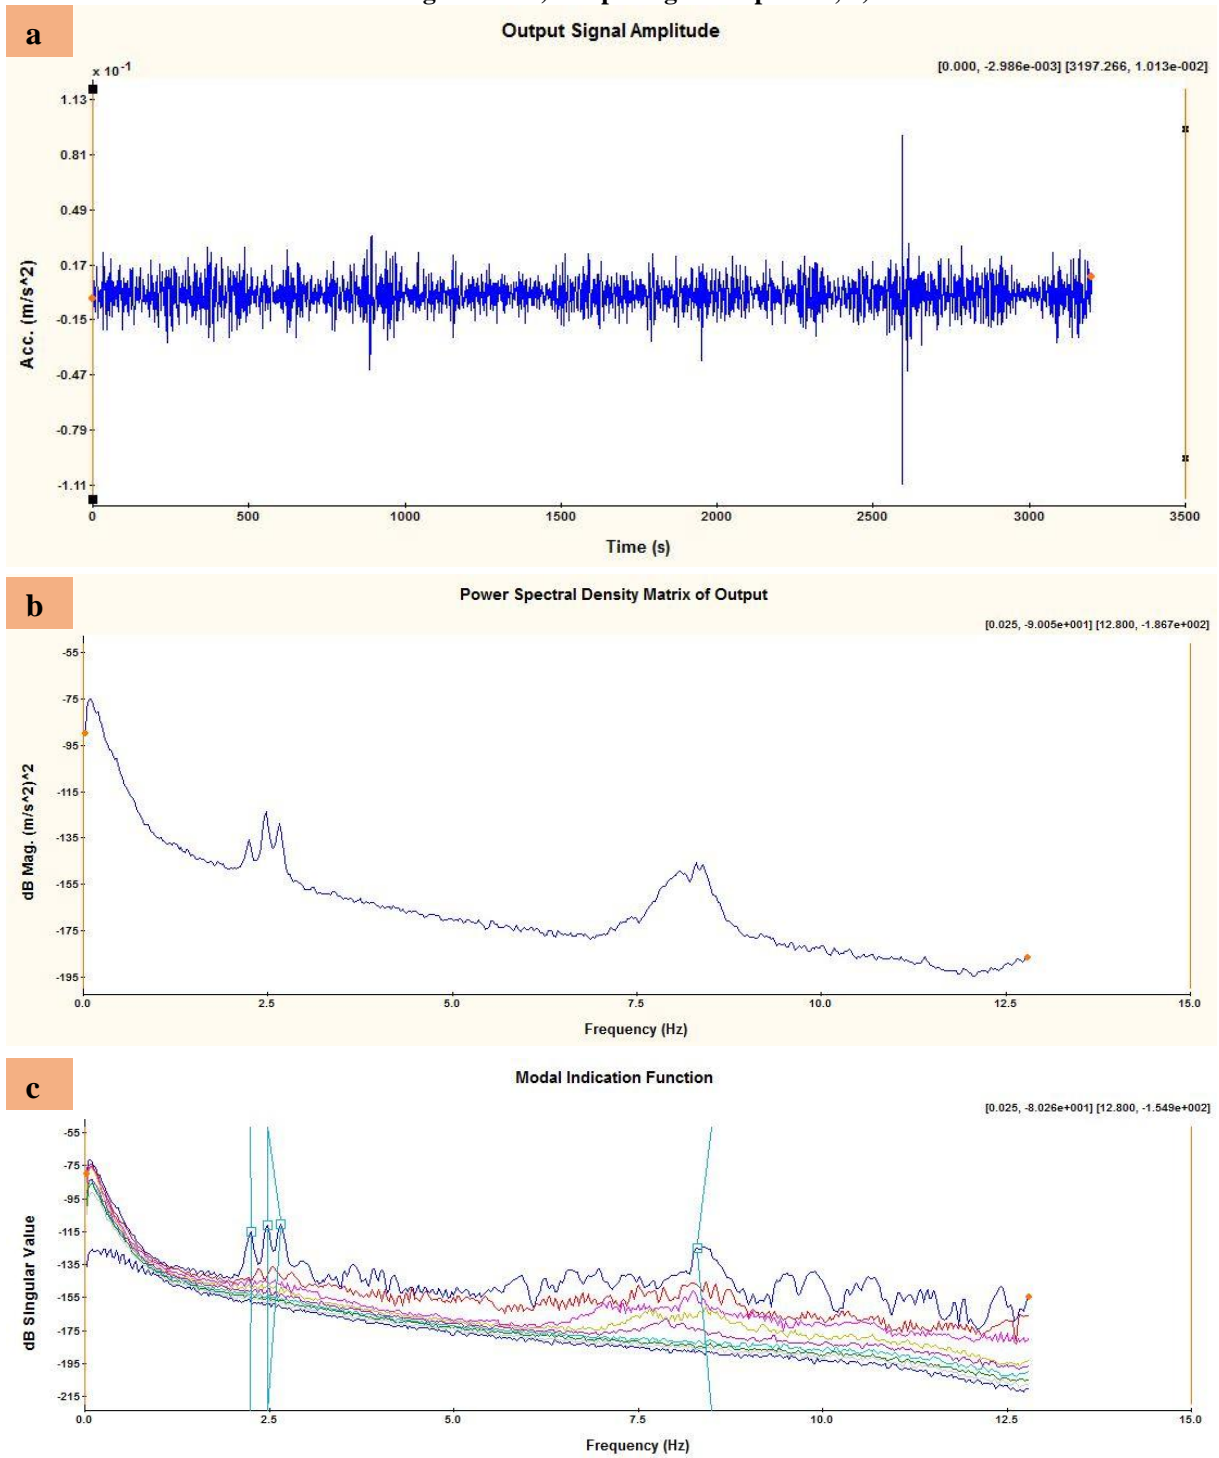 a
Output Signal Amplitude
[0.000, -2.986e-003] [3197.266, 1.013e-002]
x 10-1
1.13
0.81
0.49
0.17
-0.15
-0.47
-0.79
-1.11
Acc. (m/s^2)
0 500 1000 1500 2000 2500 3000 3500
Time (s)
b
Power Spectral Density Matrix of Output
[0.025, -9.005e+001] [12.800, -1.867e+002]
-55
-75
-95
-115
-135
-155
-175
-195
dB Mag. (m/s^2)^2
0.0 2.5 5.0 7.5 10.0 12.5 15.0
Frequency (Hz)
c
Modal Indication Function
[0.025, -8.026e+001] [12.800, -1.549e+002]
-55
-75
-95
-115
-135
-155
-175
-195
-215
dB Singular Value
0.0 2.5 5.0 7.5 10.0 12.5 15.0
Frequency (Hz)